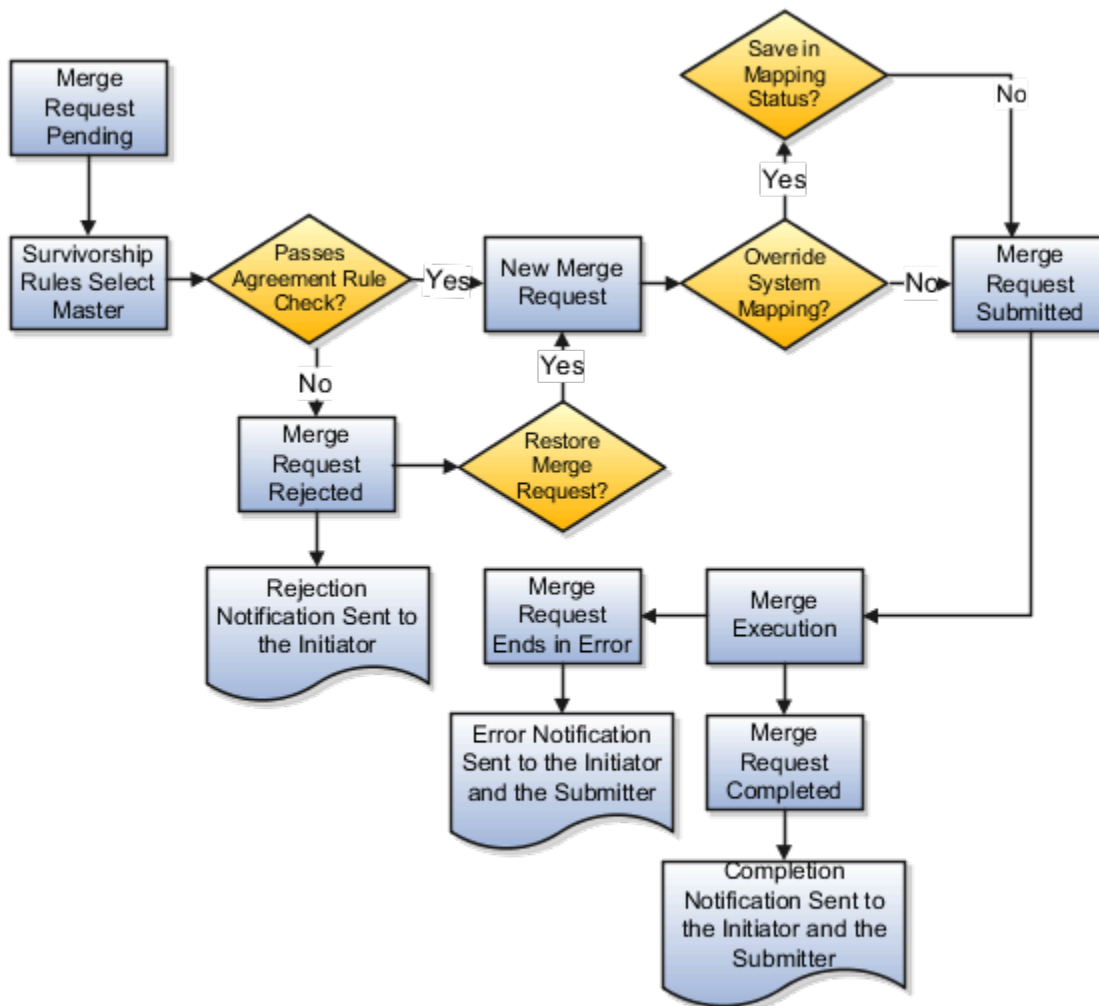 Merge
Request
Pending
Survivorship
Rules Select
Master
Passes
Agreement Rule
Check?
Yes
No
New Merge
Request
Override
System
Mapping?
Yes
No
Save in
Mapping
Status?
No
Merge
Request
Submitted
Merge
Request
Rejected
Restore
Merge
Request?
Yes
Rejection
Notification Sent to
the Initiator
Merge
Execution
Merge
Request
Ends in Error
Error Notification
Sent to the Initiator
and the Submitter
Merge
Request
Completed
Completion
Notification Sent to
the Initiator and the
Submitter